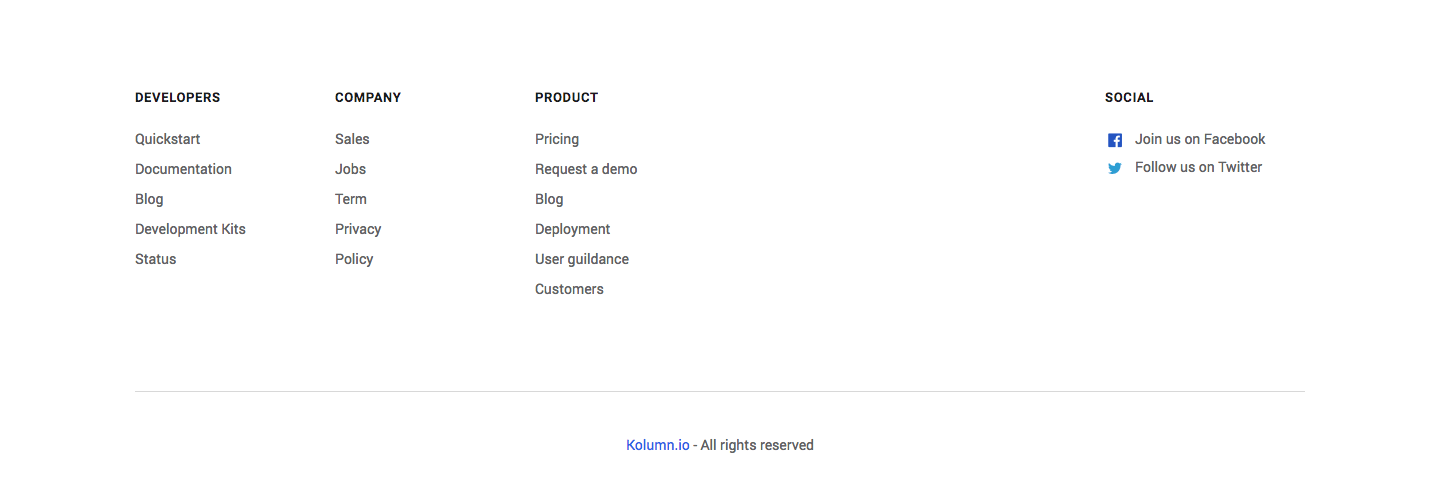 DEVELOPERS
Quickstart
Documentation
Blog
Development Kits
Status
COMPANY
Sales
Jobs
Term
Privacy
Policy
PRODUCT
Pricing
Request a demo
Blog
Deployment
User guildance
Customers
SOCIAL
Join us on Facebook
Follow us on Twitter
Kolumn.io - All rights reserved